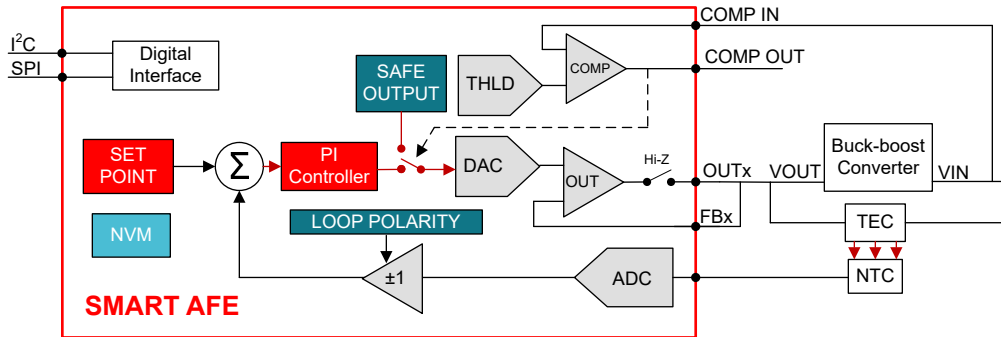 COMP IN
I²C
SPI
Digital
Interface
COMP
COMP OUT
SAFE
OUTPUT
THLD
SET
POINT
Σ
PI
Controller
DAC
OUT
Hi-Z
OUTx
VOUT
Buck-boost
Converter
VIN
NVM
LOOP POLARITY
FBx
TEC
±1
ADC
NTC
SMART AFE